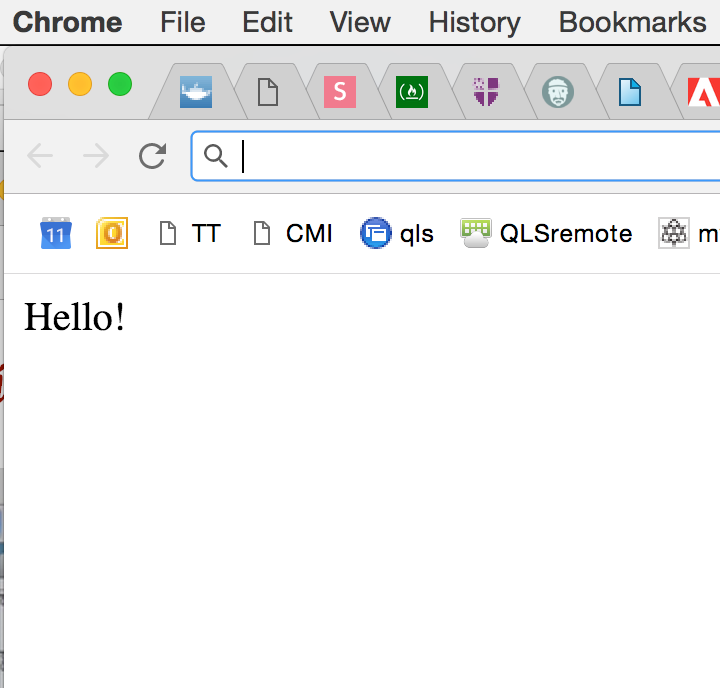 Chrome File Edit View History Bookmarks
S
11 O TT CMI qls QLSremote m
Hello!